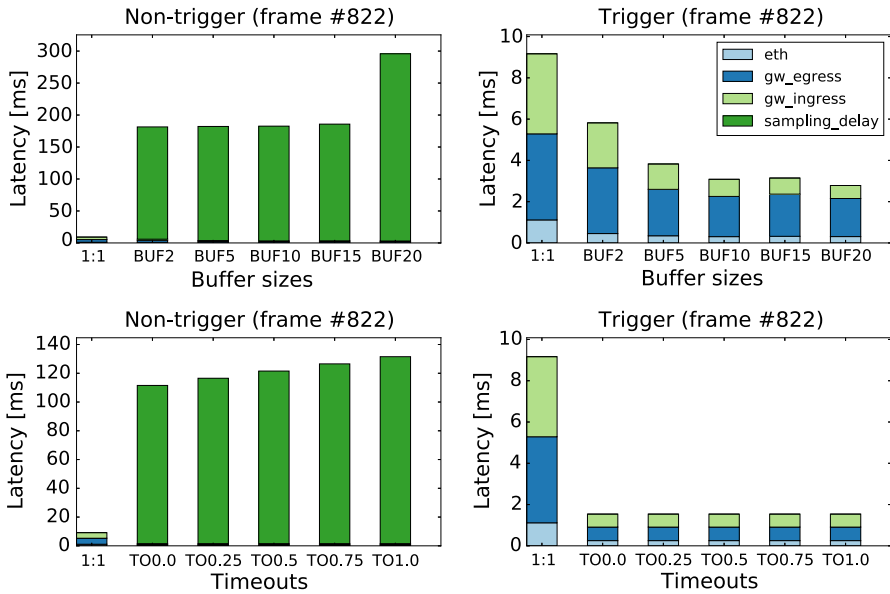 Non-trigger (frame #822)
Latency [ms]
300
250
200
150
100
50
0
1:1 BUF2 BUF5 BUF10 BUF15 BUF20
Buffer sizes
Trigger (frame #822)
Latency [ms]
10
8
6
4
2
0
eth
gw_egress
gw_ingress
sampling_delay
1:1 BUF2 BUF5 BUF10 BUF15 BUF20
Buffer sizes
Non-trigger (frame #822)
Latency [ms]
140
120
100
80
60
40
20
0
1:1 TO0.0 TO0.25 TO0.5 TO0.75 TO1.0
Timeouts
Trigger (frame #822)
Latency [ms]
10
8
6
4
2
0
1:1 TO0.0 TO0.25 TO0.5 TO0.75 TO1.0
Timeouts